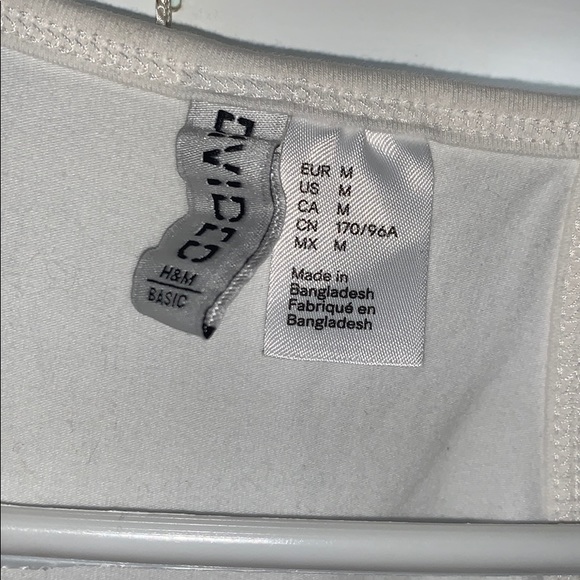 DIVIDED
H&M
BASIC
EUR M
US M
CA M
CN 170/96A
MX M
Made in
Bangladesh
Fabriqué en
Bangladesh